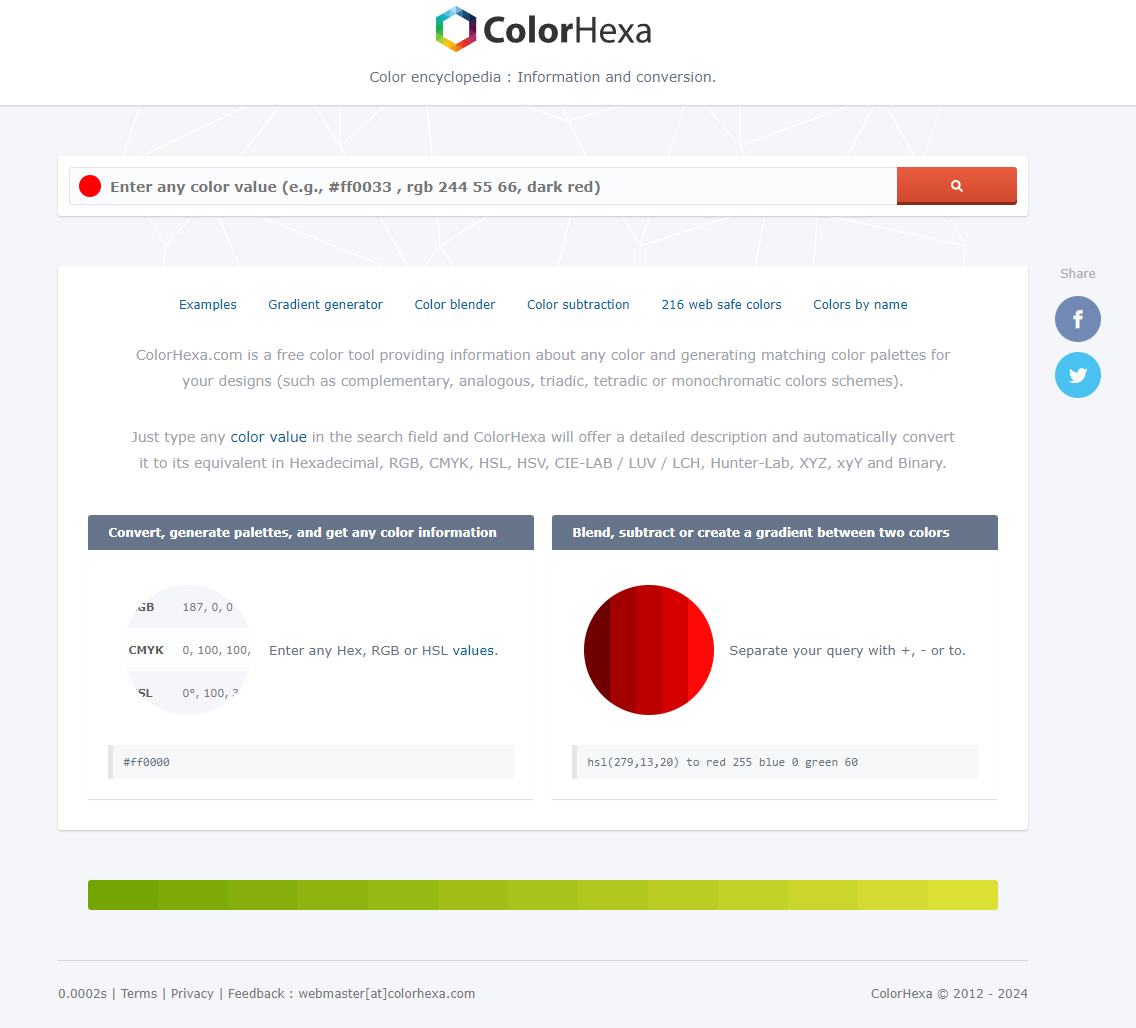 ColorHexa
Color encyclopedia : Information and conversion.
Enter any color value (e.g., #ff0033 , rgb 244 55 66, dark red)
Share
Examples Gradient generator Color blender Color subtraction 216 web safe colors Colors by name
ColorHexa.com is a free color tool providing information about any color and generating matching color palettes for
your designs (such as complementary, analogous, triadic, tetradic or monochromatic colors schemes).
Just type any color value in the search field and ColorHexa will offer a detailed description and automatically convert
it to its equivalent in Hexadecimal, RGB, CMYK, HSL, HSV, CIE-LAB / LUV / LCH, Hunter-Lab, XYZ, xyY and Binary.
Convert, generate palettes, and get any color information
GB 187, 0, 0
CMYK 0, 100, 100,
SL 0°, 100, 3
Enter any Hex, RGB or HSL values.
#ff0000
Blend, subtract or create a gradient between two colors
Separate your query with +, - or to.
hsl(279,13,20) to red 255 blue 0 green 60
0.0002s | Terms | Privacy | Feedback : webmaster[at]colorhexa.com
ColorHexa © 2012 - 2024